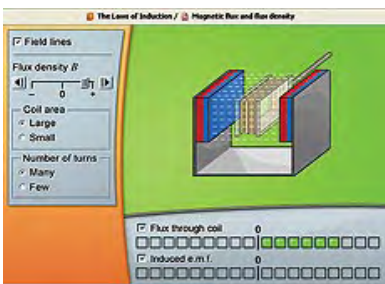 The Laws of Induction / Magnetic flux and flux density
Field lines
Flux density B
- 0 +
Coil area
Large
Small
Number of turns
Many
Few
Flux through coil 0
Induced e.m.f. 0